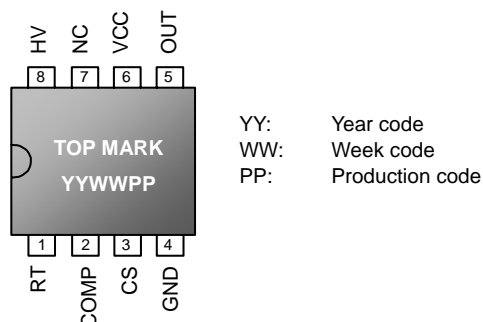 HV NC VCC OUT
8 7 6 5
TOP MARK
YYWWPP
1 2 3 4
RT COMP CS GND
YY: Year code
WW: Week code
PP: Production code